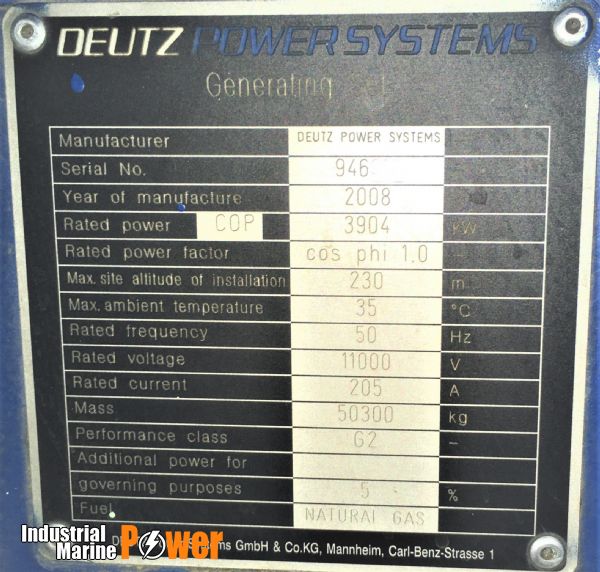 DEUTZ POWER SYSTEMS
Generating
Manufacturer DEUTZ POWER SYSTEMS
Serial No. 946
Year of manufacture 2008
Rated power COP 3904 kW
Rated power factor cos phi 1.0 –
Max. site altitude of installation 230 m
Max. ambient temperature 35 °C
Rated frequency 50 Hz
Rated voltage 11000 V
Rated current 205 A
Mass 50300 kg
Performance class G2 –
Additional power for
governing purposes 5 %
Fuel NATURAL GAS
GmbH & Co.KG, Mannheim, Carl-Benz-Strasse 1
Industrial
Marine Power